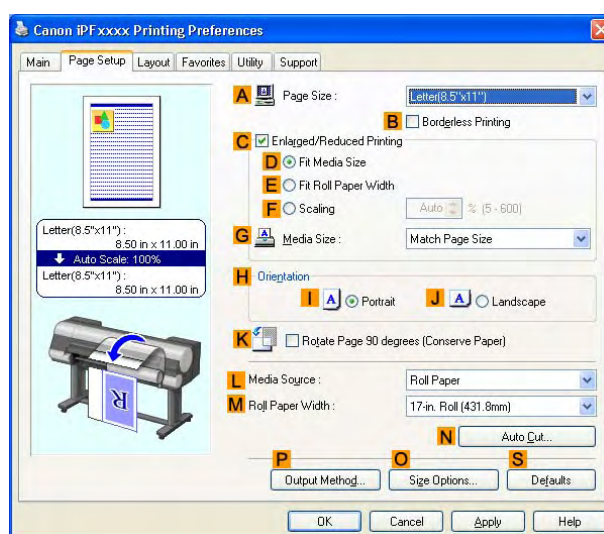 Canon iPFxxxx Printing Preferences
Main Page Setup Layout Favorites Utility Support
A Page Size : Letter(8.5"x11")
B Borderless Printing
C Enlarged/Reduced Printing
D Fit Media Size
E Fit Roll Paper Width
F Scaling Auto % (5 - 600)
G Media Size : Match Page Size
Letter(8.5"x11") :
8.50 in x 11.00 in
Auto Scale: 100%
Letter(8.5"x11") :
8.50 in x 11.00 in
H Orientation
I A Portrait J A Landscape
K Rotate Page 90 degrees (Conserve Paper)
R
L Media Source : Roll Paper
M Roll Paper Width : 17-in. Roll (431.8mm)
N Auto Cut...
P O S
Output Method... Size Options... Defaults
OK Cancel Apply Help